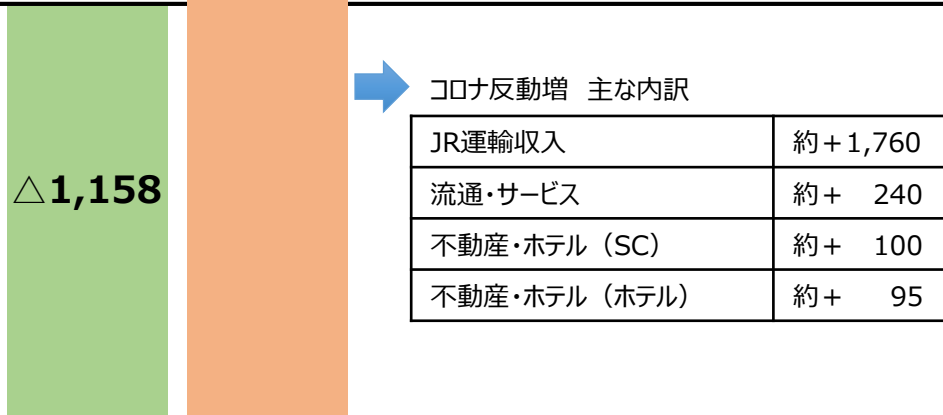 コロナ反動増 主な内訳
JR運輸収入 約＋1,760
△1,158
流通・サービス 約＋ 240
不動産・ホテル（SC） 約＋ 100
不動産・ホテル（ホテル） 約＋ 95